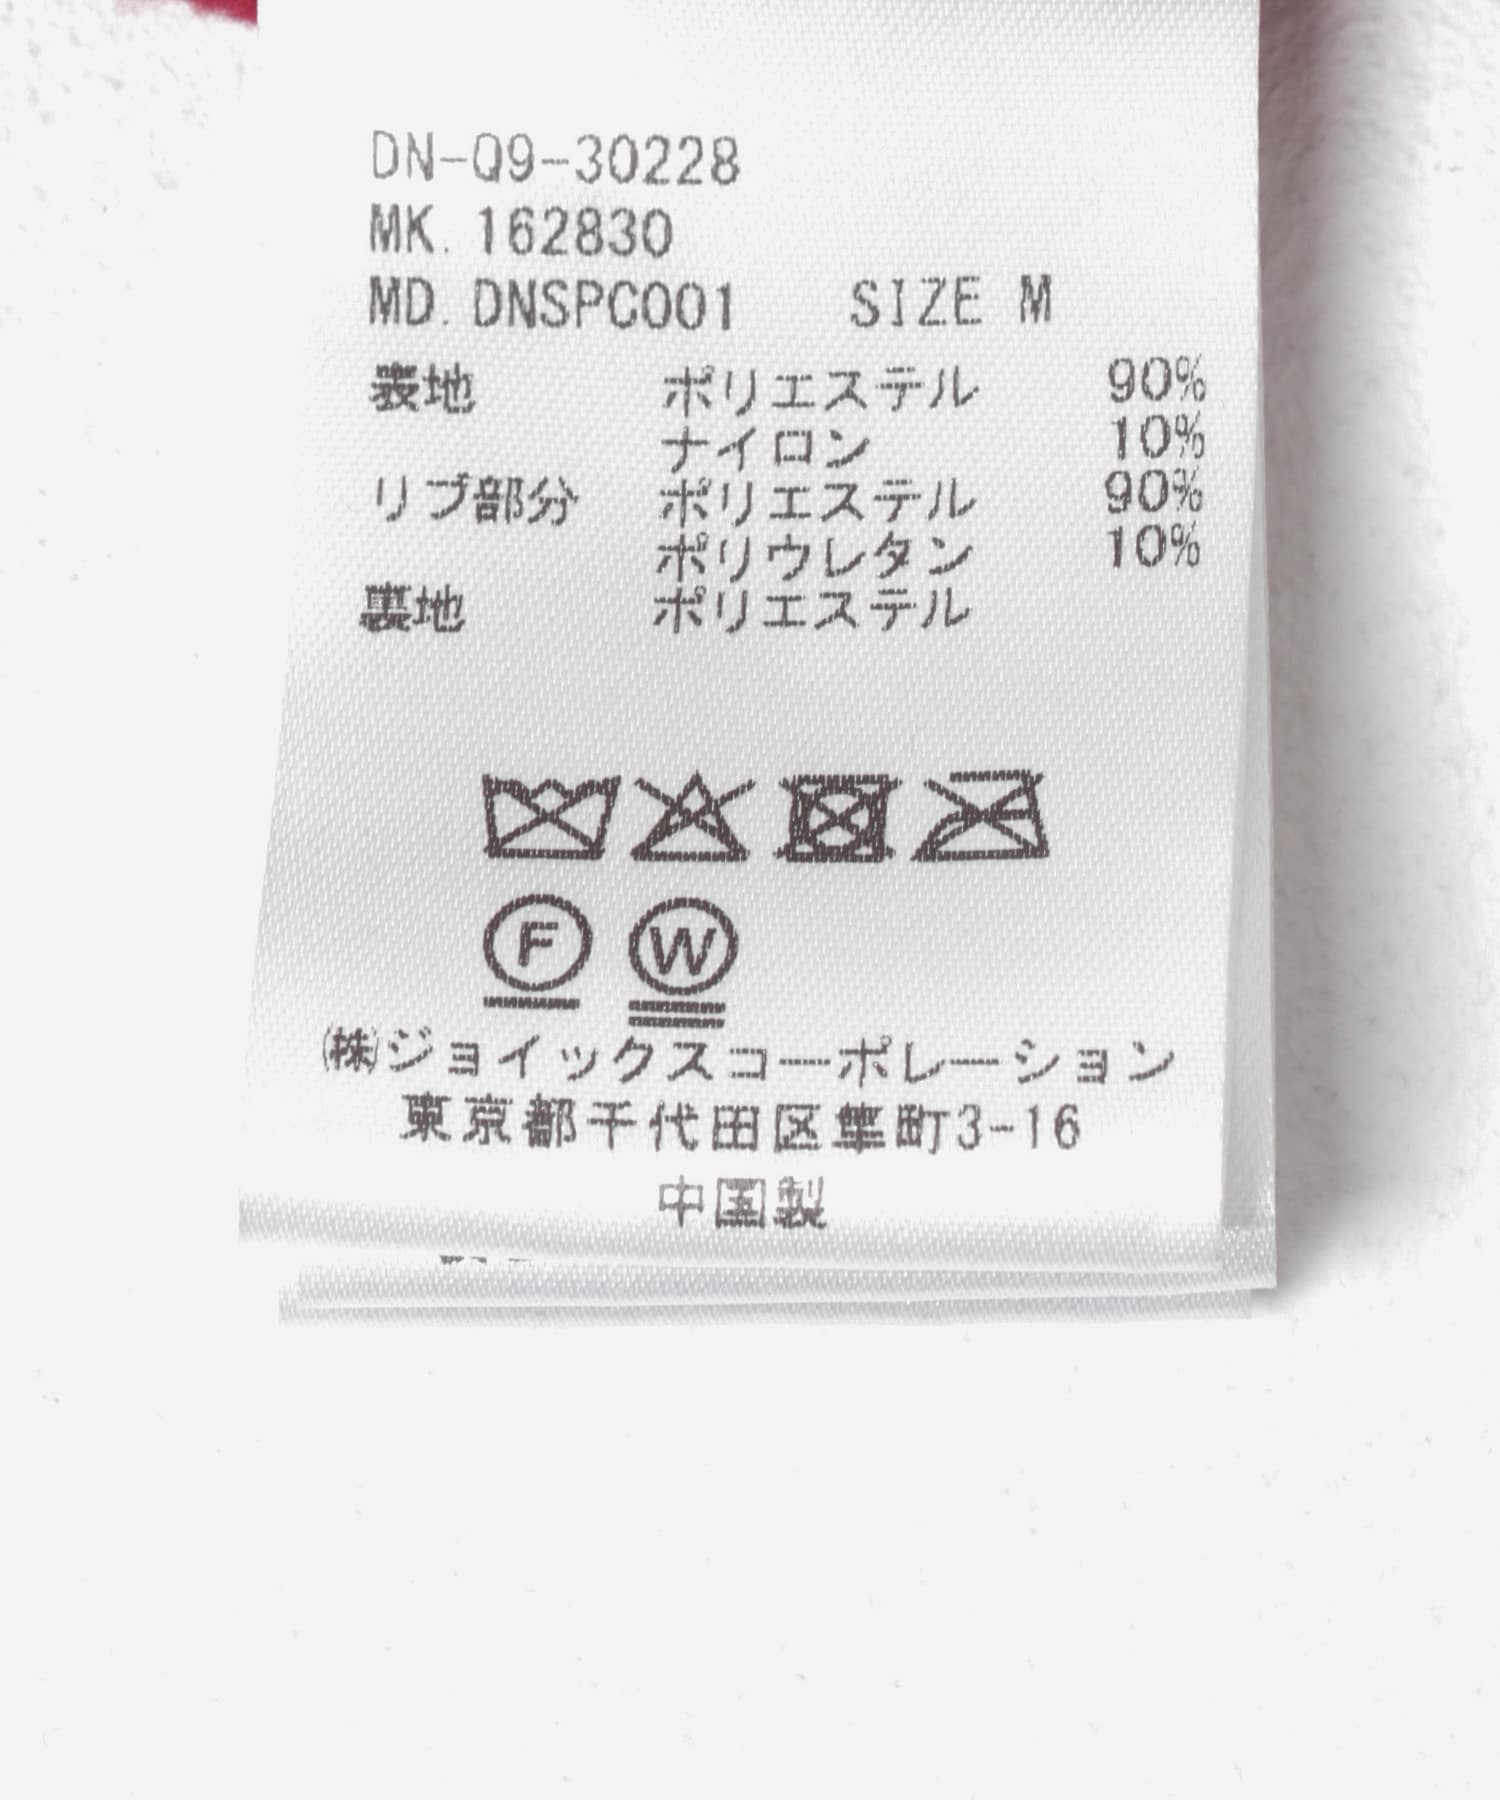 DN-Q9-30228
MK. 162830
MD. DNSPC001 SIZE M
表地 ポリエステル 90%
ナイロン 10%
リブ部分 ポリエステル 90%
ポリウレタン 10%
裏地 ポリエステル
F W
㈱ジョイックスコーポレーション
東京都千代田区隼町3-16
中国製